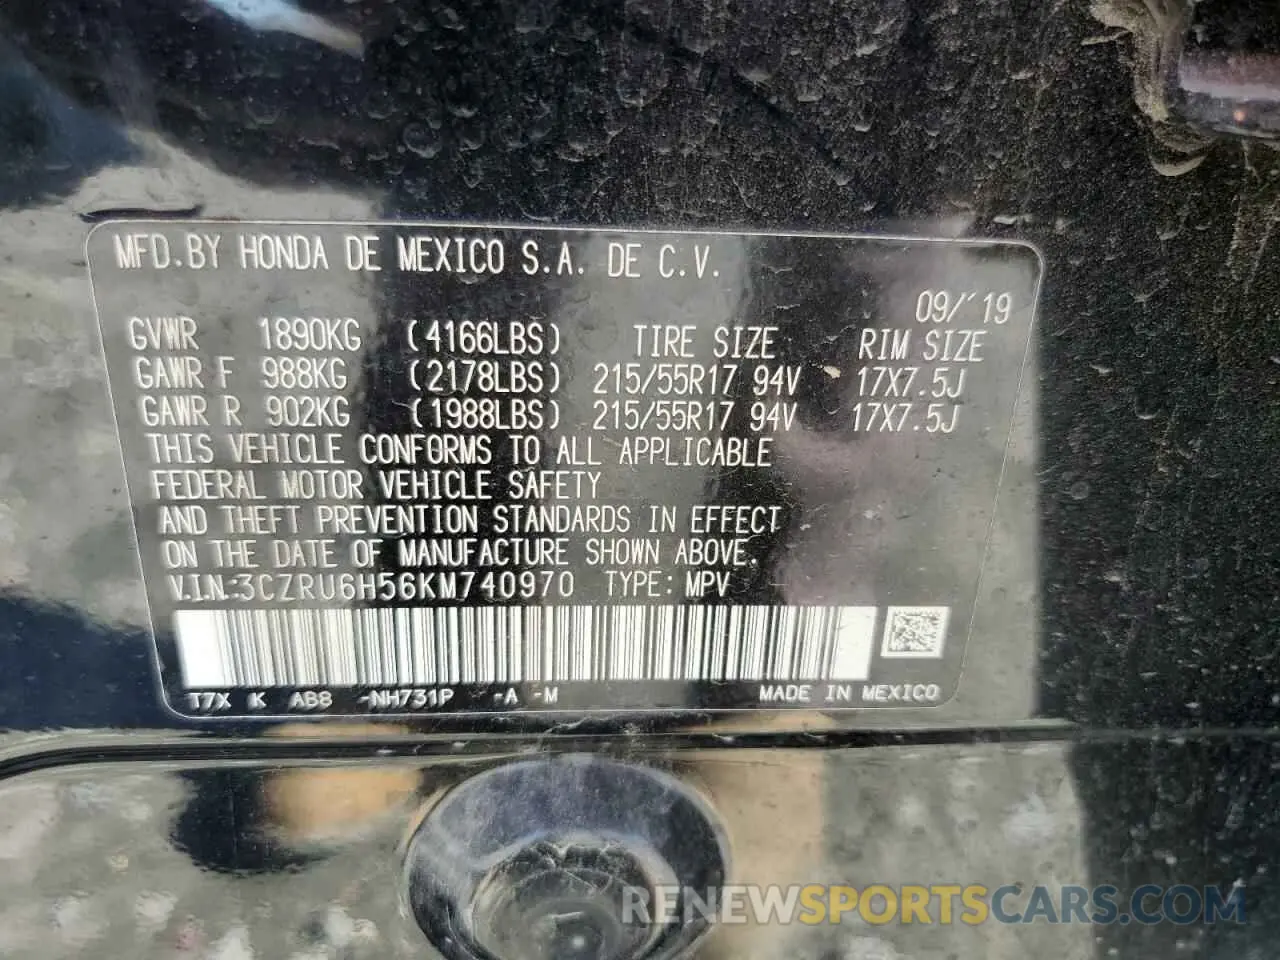 MFD.BY HONDA DE MEXICO S.A. DE C.V.
09/'19
GVWR 1890KG (4166LBS) TIRE SIZE RIM SIZE
GAWR F 988KG (2178LBS) 215/55R17 94V 17X7.5J
GAWR R 902KG (1988LBS) 215/55R17 94V 17X7.5J
THIS VEHICLE CONFORMS TO ALL APPLICABLE
FEDERAL MOTOR VEHICLE SAFETY
AND THEFT PREVENTION STANDARDS IN EFFECT
ON THE DATE OF MANUFACTURE SHOWN ABOVE.
V.I.N.:3CZRU6H56KM740970 TYPE: MPV
T7X K AB8 -NH731P -A -M MADE IN MEXICO
RENEWSPORTSCARS.COM